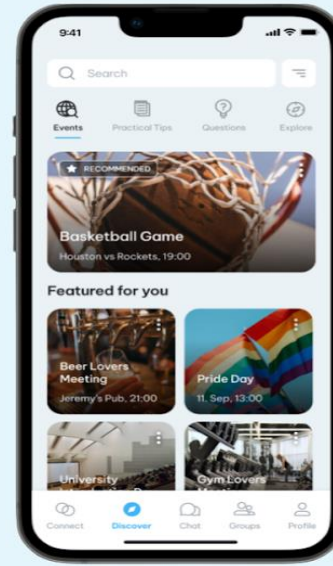 9:41
Search
Events
Practical Tips
Questions
Explore
RECOMMENDED
Basketball Game
Houston vs Rockets, 19:00
Featured for you
Beer Lovers
Meeting
Jeremy's Pub, 21:00
Pride Day
11. Sep, 13:00
University
Gym Lovers
Connect
Discover
Chat
Groups
Profile